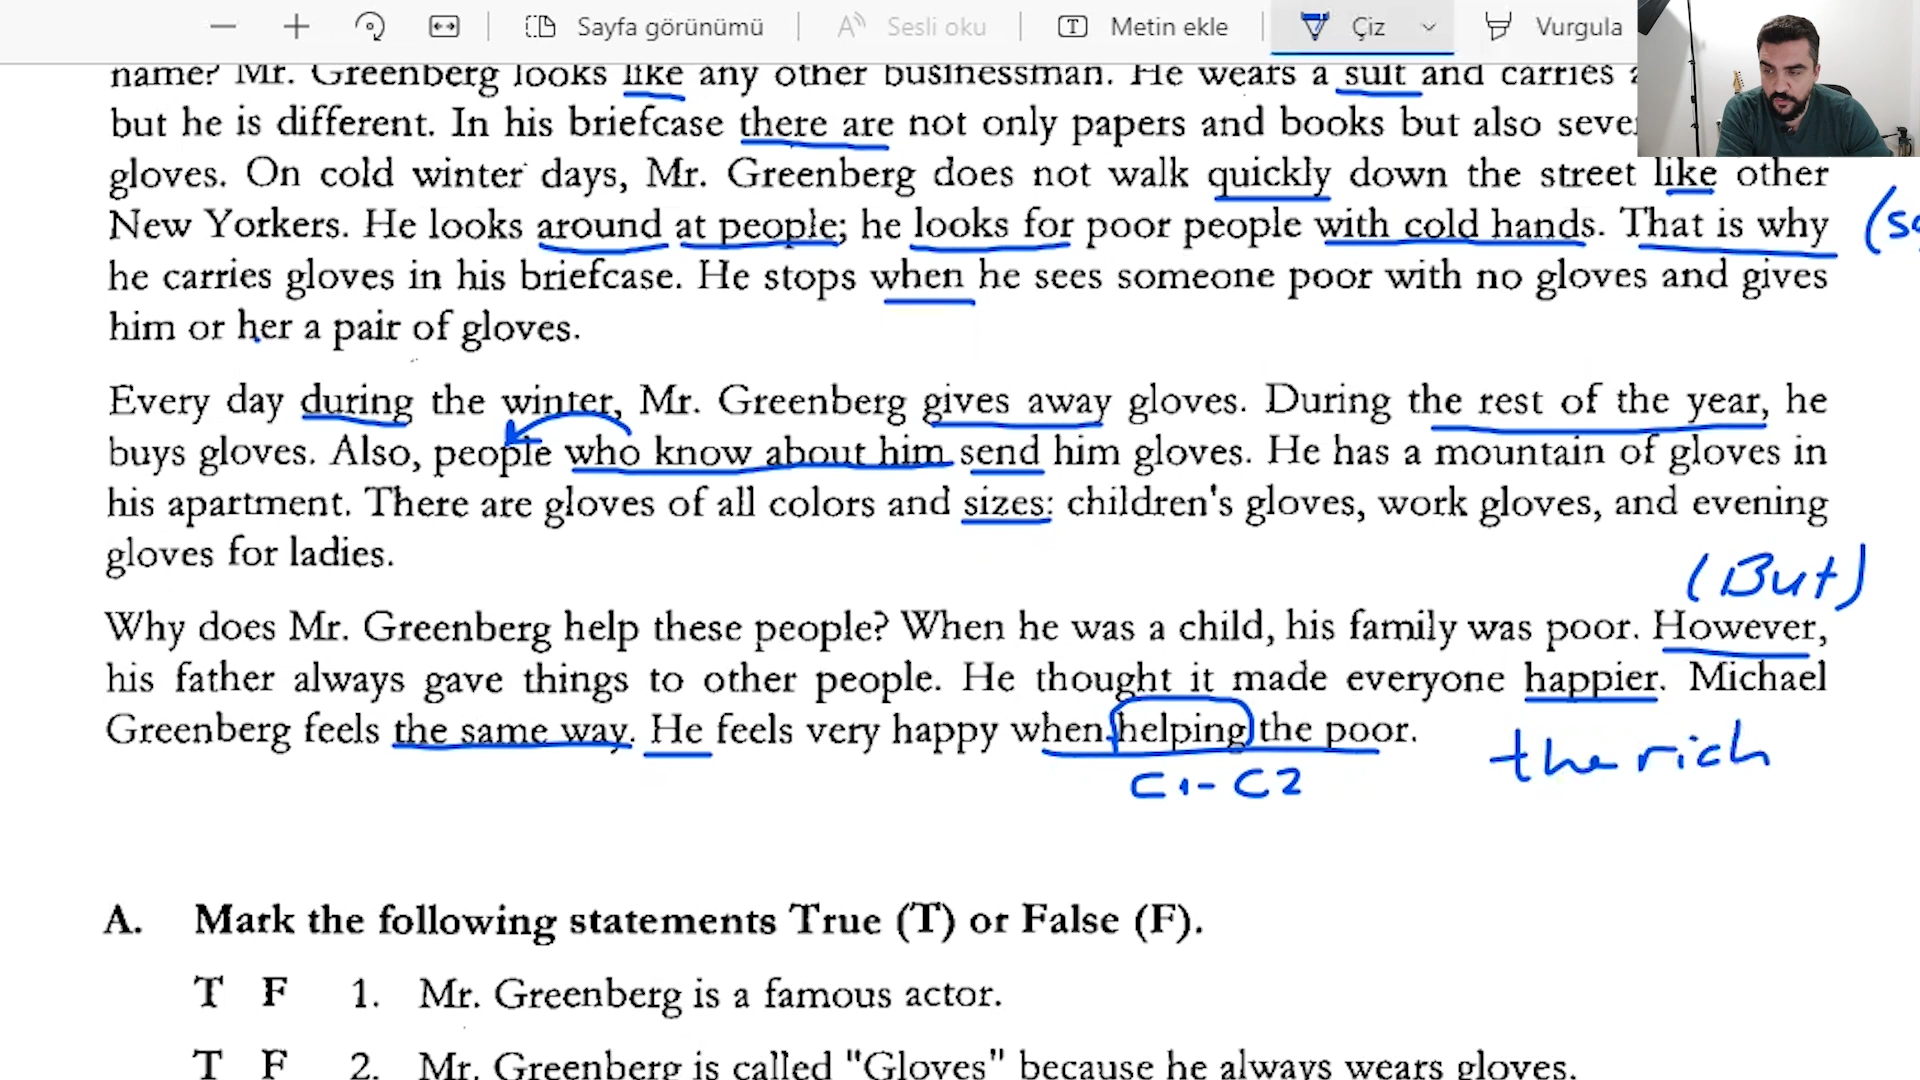 Sayfa görünümü Sesli oku Metin ekle Çiz Vurgula
name? Mr. Greenberg looks like any other businessman. He wears a suit and carries
but he is different. In his briefcase there are not only papers and books but also
gloves. On cold winter days, Mr. Greenberg does not walk quickly down the street like other
New Yorkers. He looks around at people; he looks for poor people with cold hands. That is why
he carries gloves in his briefcase. He stops when he sees someone poor with no gloves and gives
him or her a pair of gloves.
Every day during the winter, Mr. Greenberg gives away gloves. During the rest of the year, he
buys gloves. Also, people who know about him send him gloves. He has a mountain of gloves in
his apartment. There are gloves of all colors and sizes: children's gloves, work gloves, and evening
gloves for ladies.
(But)
Why does Mr. Greenberg help these people? When he was a child, his family was poor. However,
his father always gave things to other people. He thought it made everyone happier. Michael
Greenberg feels the same way. He feels very happy when helping the poor.
the rich
C1-C2
A. Mark the following statements True (T) or False (F).
T F 1. Mr. Greenberg is a famous actor.
T F 2. Mr. Greenberg is called "Gloves" because he always wears gloves.